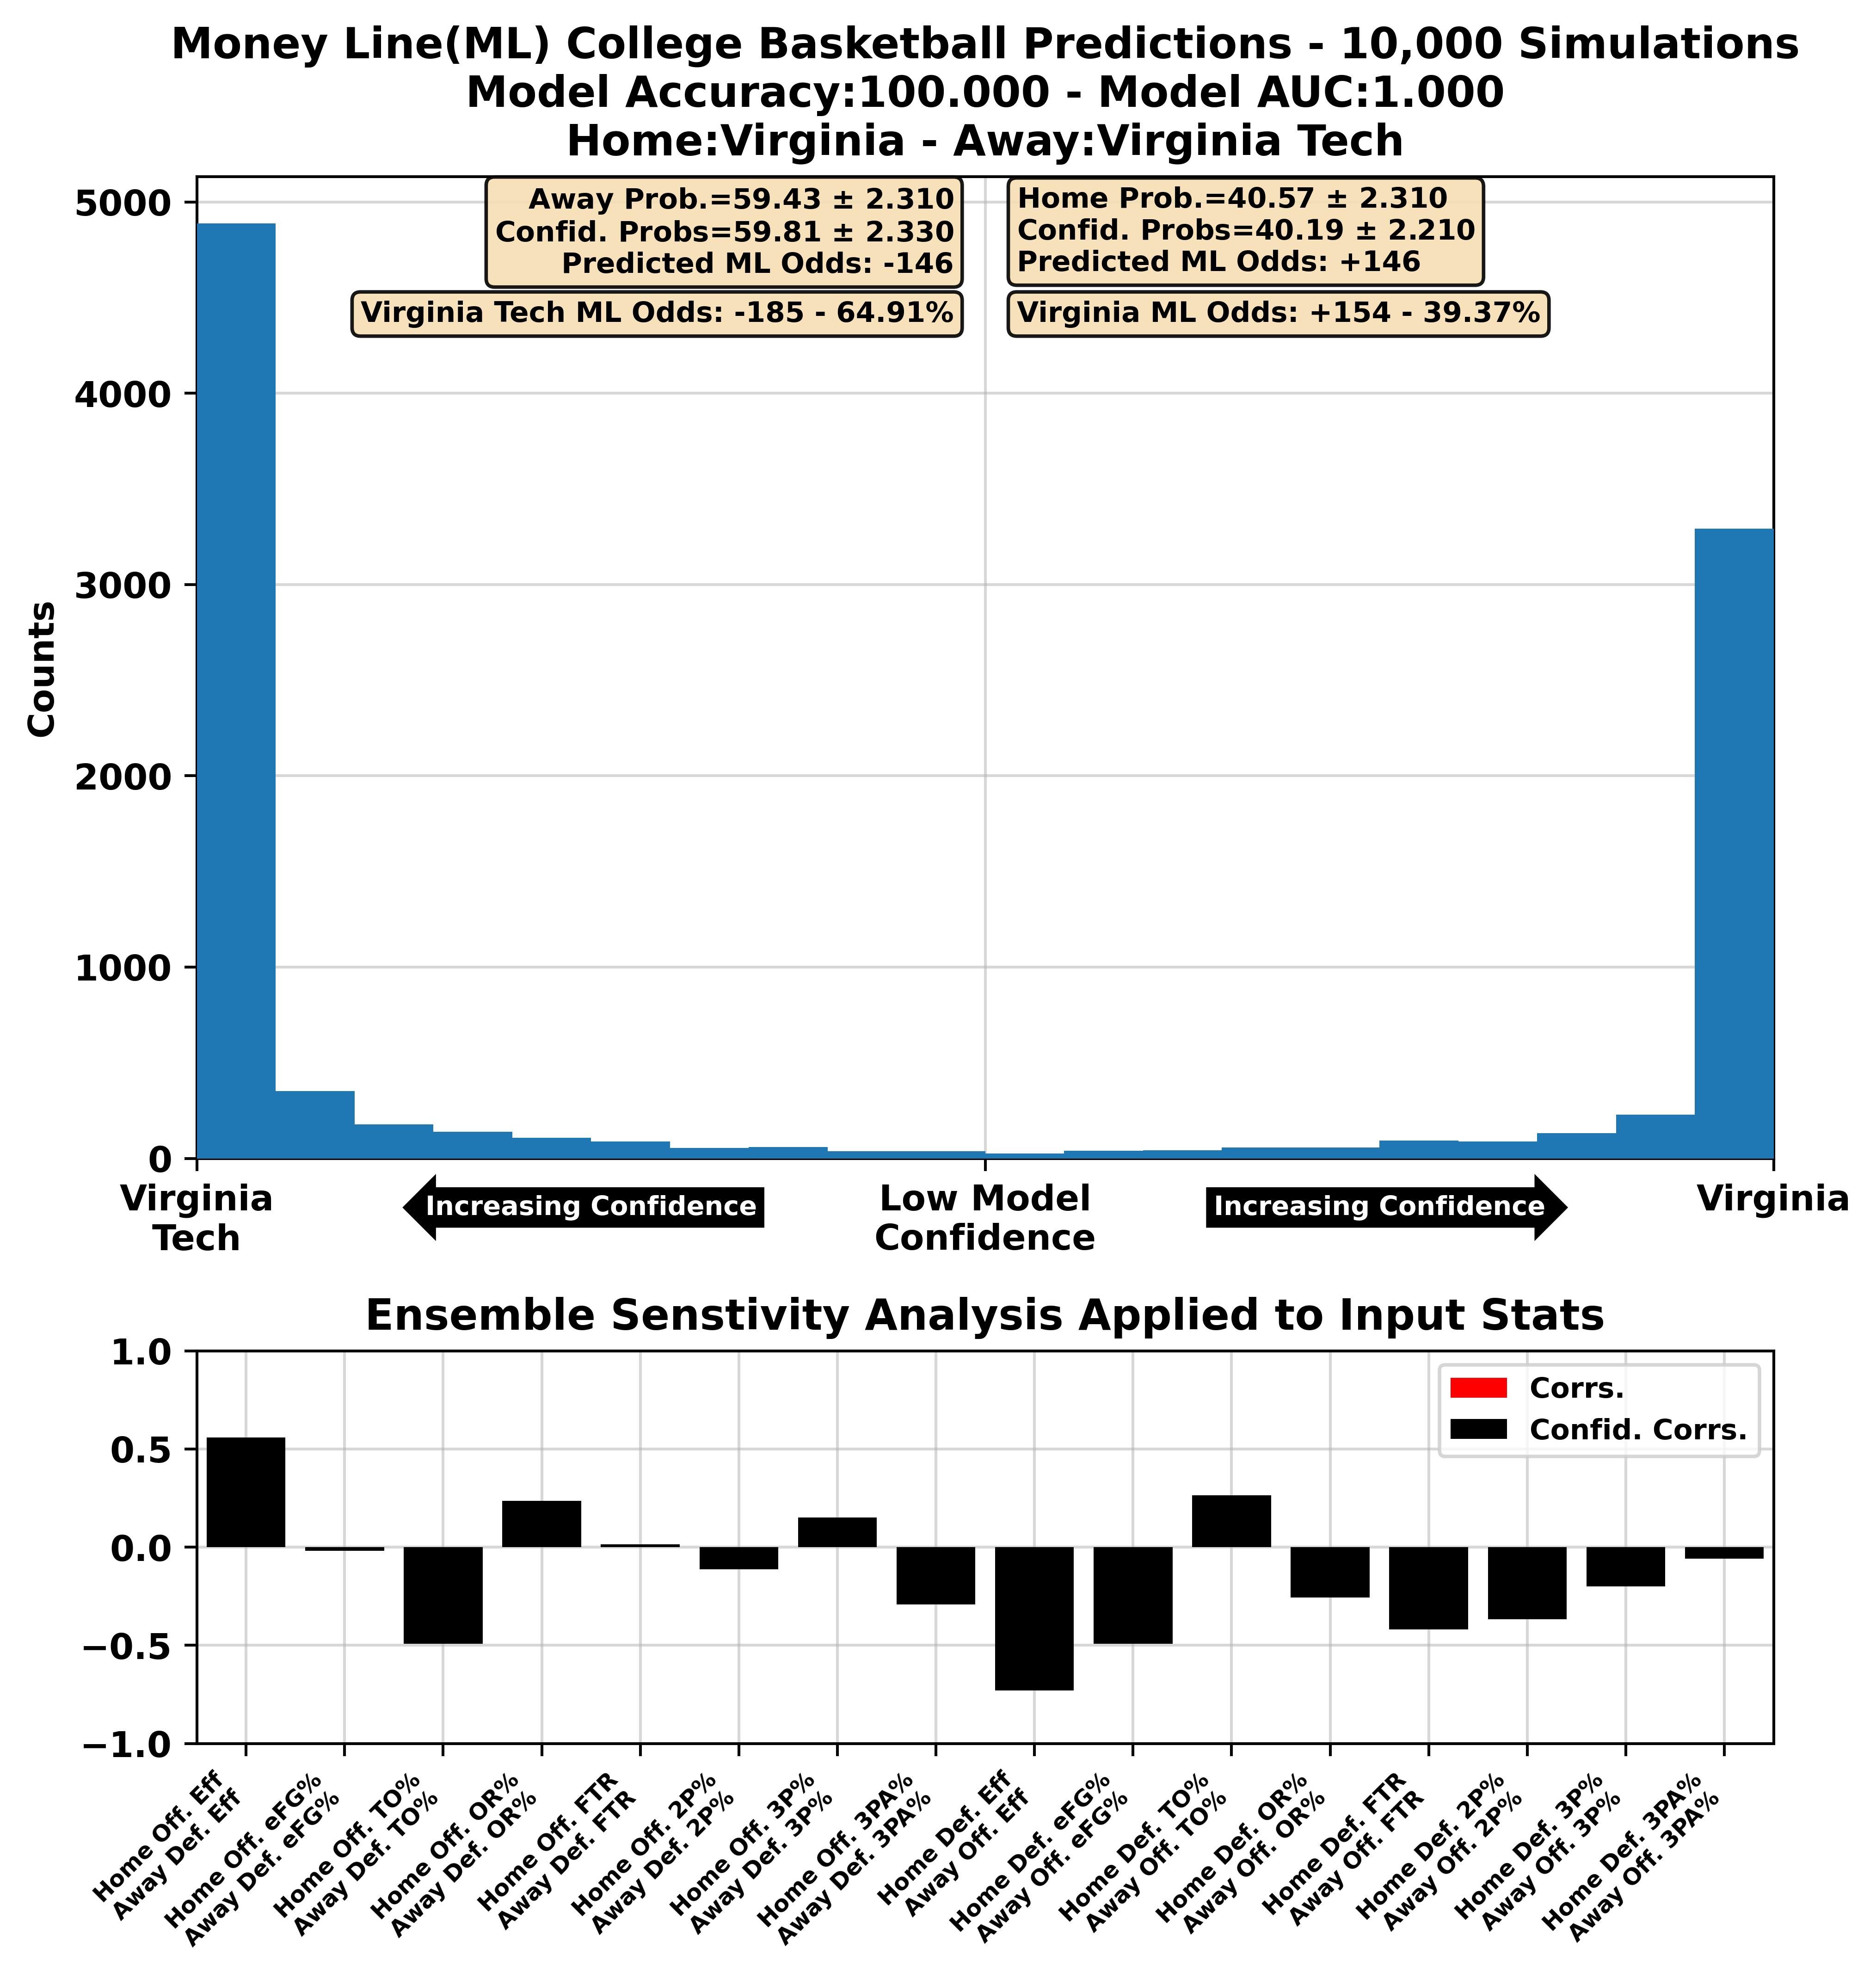 Money Line(ML) College Basketball Predictions - 10,000 Simulations
Model Accuracy:100.000 - Model AUC:1.000
Home:Virginia - Away:Virginia Tech
Away Prob.=59.43 ± 2.310
Confid. Probs=59.81 ± 2.330
Predicted ML Odds: -146
Virginia Tech ML Odds: -185 - 64.91%
Home Prob.=40.57 ± 2.310
Confid. Probs=40.19 ± 2.210
Predicted ML Odds: +146
Virginia ML Odds: +154 - 39.37%
Counts
5000
4000
3000
2000
1000
0
Virginia
Tech
Increasing Confidence
Low Model
Confidence
Increasing Confidence
Virginia
Ensemble Senstivity Analysis Applied to Input Stats
1.0
0.5
0.0
−0.5
−1.0
Corrs.
Confid. Corrs.
Home Off. Eff
Away Def. Eff
Home Off. eFG%
Away Def. eFG%
Home Off. TO%
Away Def. TO%
Home Off. OR%
Away Def. OR%
Home Off. FTR
Away Def. FTR
Home Off. 2P%
Away Def. 2P%
Home Off. 3P%
Away Def. 3P%
Home Off. 3PA%
Away Def. 3PA%
Home Def. Eff
Away Off. Eff
Home Def. eFG%
Away Off. eFG%
Home Def. TO%
Away Off. TO%
Home Def. OR%
Away Off. OR%
Home Def. FTR
Away Off. FTR
Home Def. 2P%
Away Off. 2P%
Home Def. 3P%
Away Off. 3P%
Home Def. 3PA%
Away Off. 3PA%